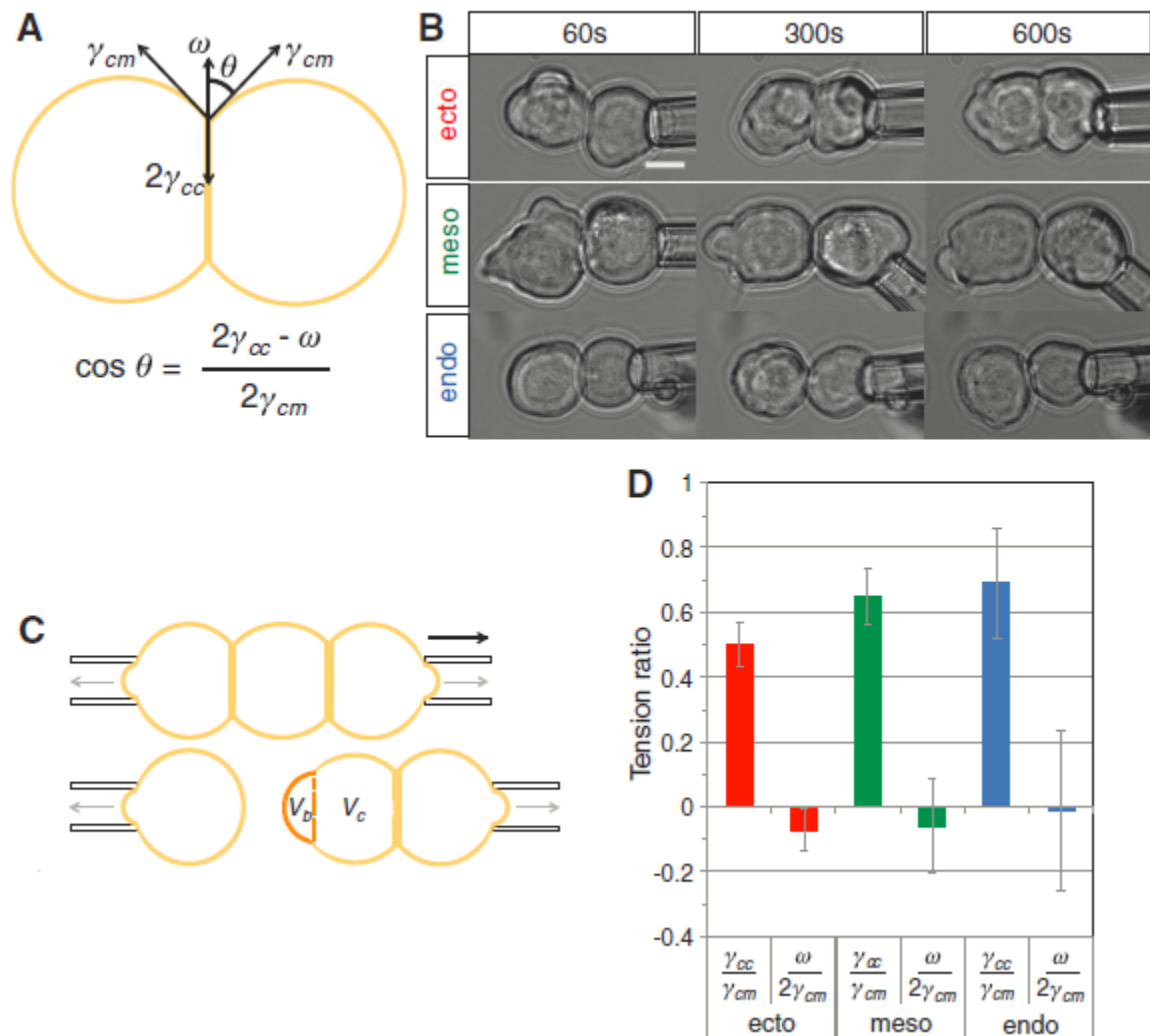 A
γcm ω θ γcm
2γcc
cos θ = 2γcc - ω / 2γcm
B
60s 300s 600s
ecto
meso
endo
C
Vb Vc
D
Tension ratio
1
0.8
0.6
0.4
0.2
0
-0.2
-0.4
γcc/γcm ω/2γcm γcc/γcm ω/2γcm γcc/γcm ω/2γcm
ecto meso endo